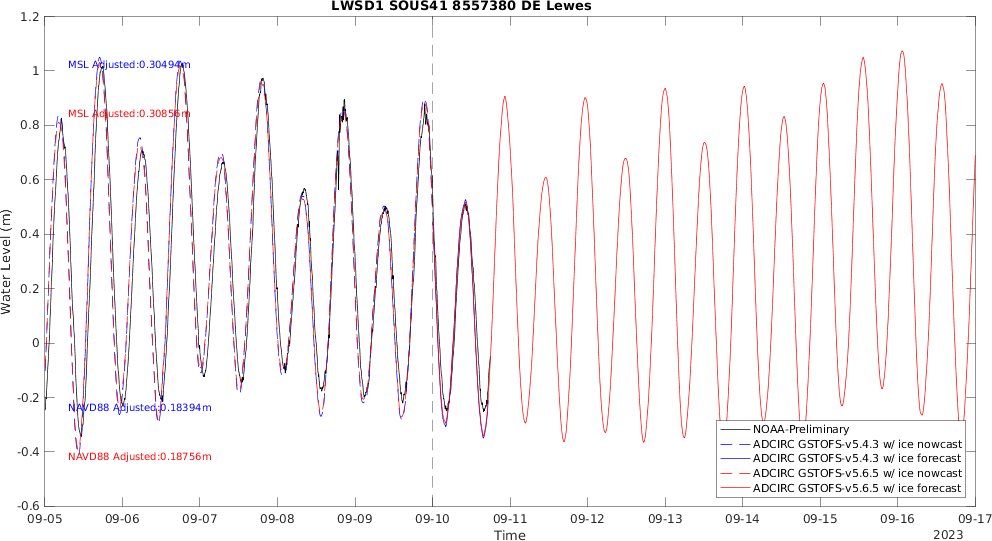 LWSD1 SOUS41 8557380 DE Lewes
1.2
1
0.8
0.6
0.4
0.2
0
-0.2
-0.4
-0.6
Water Level (m)
MSL Adjusted:0.30494m
MSL Adjusted:0.30856m
NAVD88 Adjusted:0.18394m
NAVD88 Adjusted:0.18756m
NOAA-Preliminary
ADCIRC GSTOFS-v5.4.3 w/ ice nowcast
ADCIRC GSTOFS-v5.4.3 w/ ice forecast
ADCIRC GSTOFS-v5.6.5 w/ ice nowcast
ADCIRC GSTOFS-v5.6.5 w/ ice forecast
09-05 09-06 09-07 09-08 09-09 09-10 09-11 09-12 09-13 09-14 09-15 09-16 09-17
Time
2023